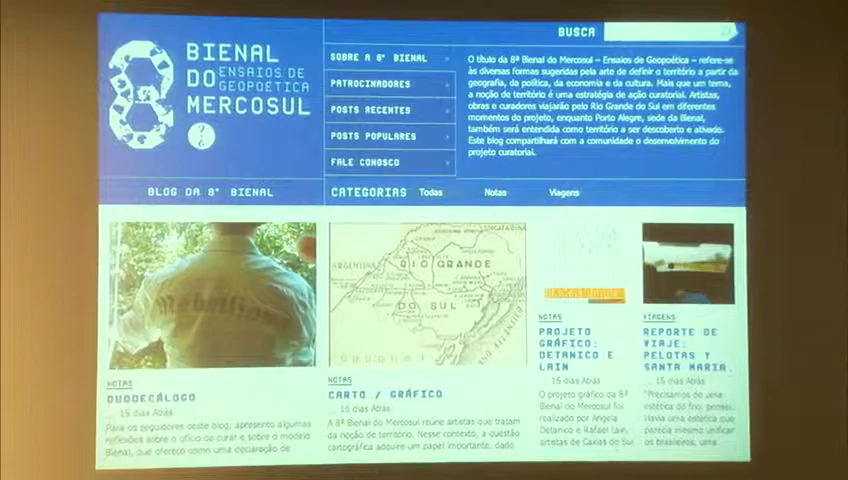 BUSCA
BIENAL
DO ENSAIOS DE
GEOPOÉTICA
MERCOSUL
SOBRE A 8ª BIENAL
PATROCINADORES
POSTS RECENTES
POSTS POPULARES
FALE CONOSCO
O título da 8ª Bienal do Mercosul – Ensaios de Geopoética – refere-se
às diversas formas sugeridas pela arte de definir o território a partir da
geografia, da política, da economia e da cultura. Mais que um tema,
a noção de território é uma estratégia de ação curatorial. Artistas,
obras e curadores viajarão pelo Rio Grande do Sul em diferentes
momentos do projeto, enquanto Porto Alegre, sede da Bienal,
também será entendida como território a ser descoberto e ativado.
Este blog compartilhará com a comunidade o desenvolvimento do
projeto curatorial.
BLOG DA 8ª BIENAL
CATEGORIAS Todas Notas Viagens
ARGENTINA
RIO GRANDE
DO SUL
NOTAS
DUODECÁLOGO
... 15 dias Atrás
Para os seguidores deste blog, apresento algumas
reflexões sobre o ofício de curar e sobre o modelo
Bienal, que ofereço como uma declaração de
NOTAS
CARTO / GRÁFICO
... 16 dias Atrás
A 8ª Bienal do Mercosul reúne artistas que tratam
da noção de território. Nesse contexto, a questão
cartográfica adquire um papel importante, dado
NOTAS
PROJETO
GRÁFICO:
DETANICO E
LAIN
... 16 dias Atrás
O projeto gráfico da 8ª
Bienal do Mercosul foi
realizado por Angela
Detanico e Rafael Lain,
artistas de Caxias do Sul
VIAGENS
REPORTE DE
VIAJE:
PELOTAS Y
SANTA MARIA.
... 16 dias Atrás
"Precisamos de uma
estética do frio, pensei.
Havia uma estética que
parecia mesmo unificar
os brasileiros, uma